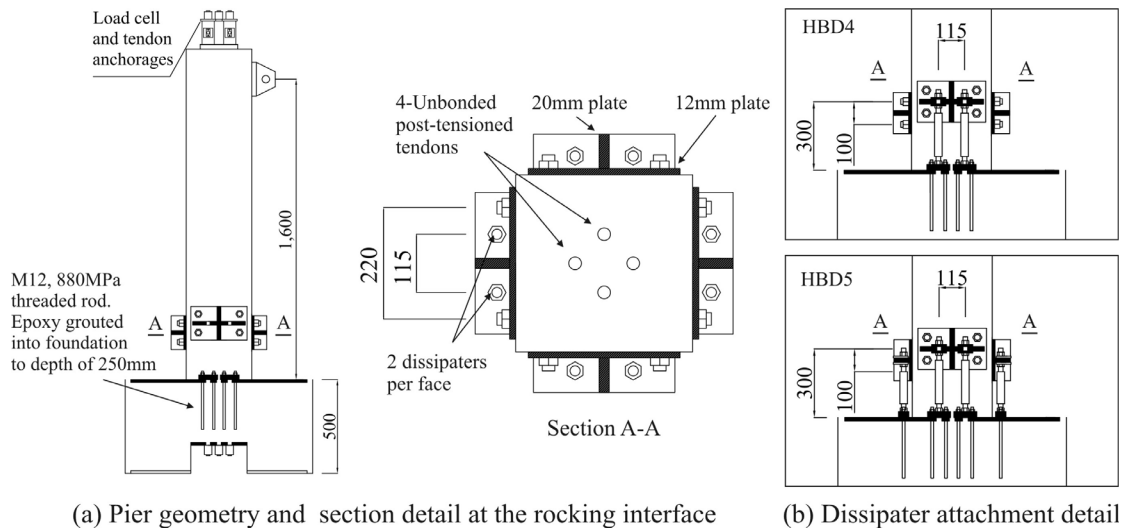 Load cell
and tendon
anchorages
1,600
M12, 880MPa
threaded rod.
Epoxy grouted
into foundation
to depth of 250mm
A
A
500
4-Unbonded
post-tensioned
tendons
20mm plate
12mm plate
220
115
2 dissipaters
per face
Section A-A
(a) Pier geometry and section detail at the rocking interface
HBD4
115
A
A
300
100
HBD5
115
A
A
300
100
(b) Dissipater attachment detail